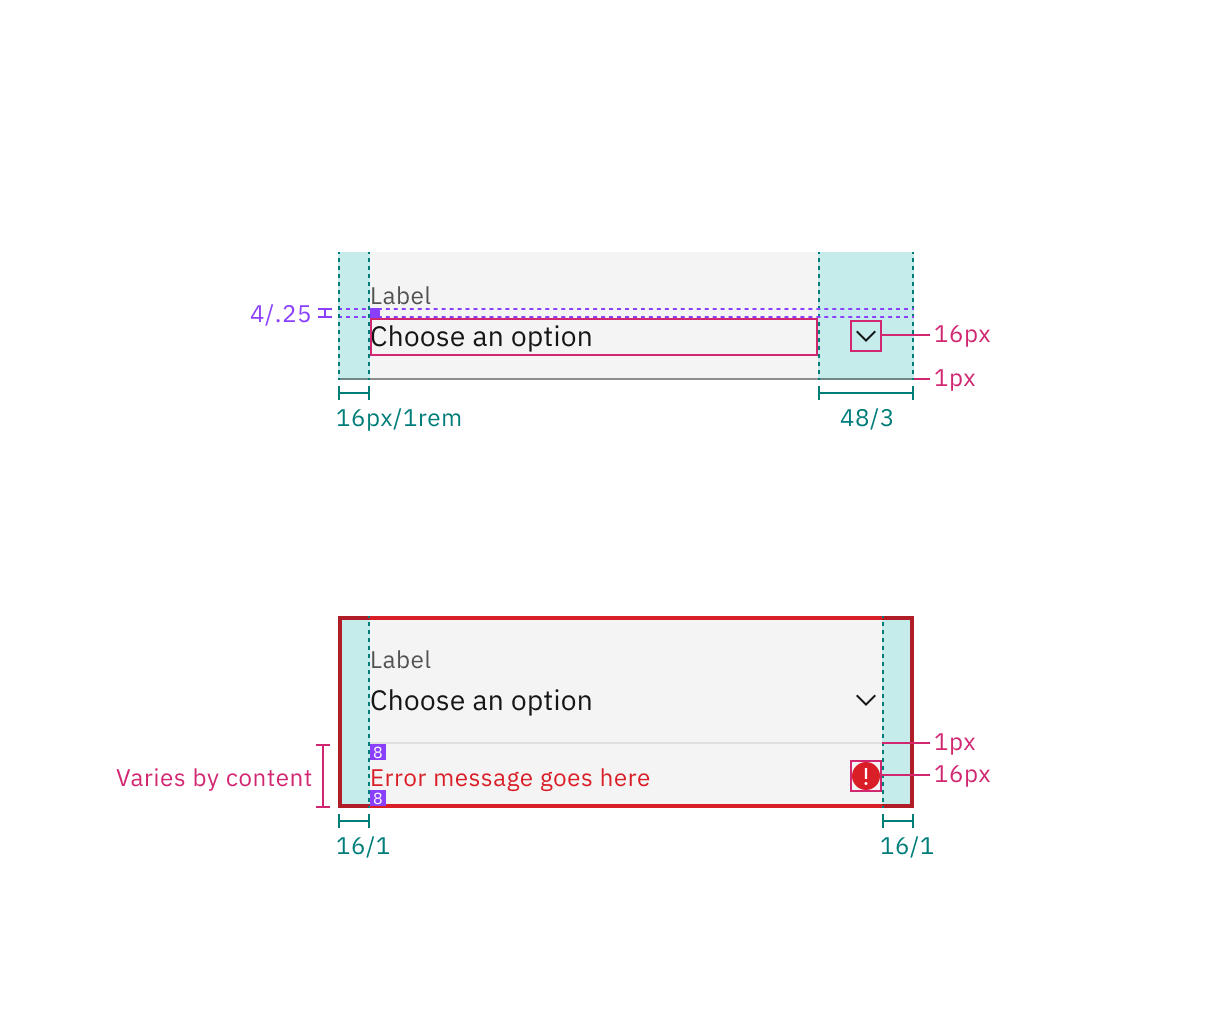 Label
4/.25
Choose an option
16px
1px
16px/1rem
48/3
Label
Choose an option
1px
8
Varies by content
Error message goes here
16px
8
16/1
16/1